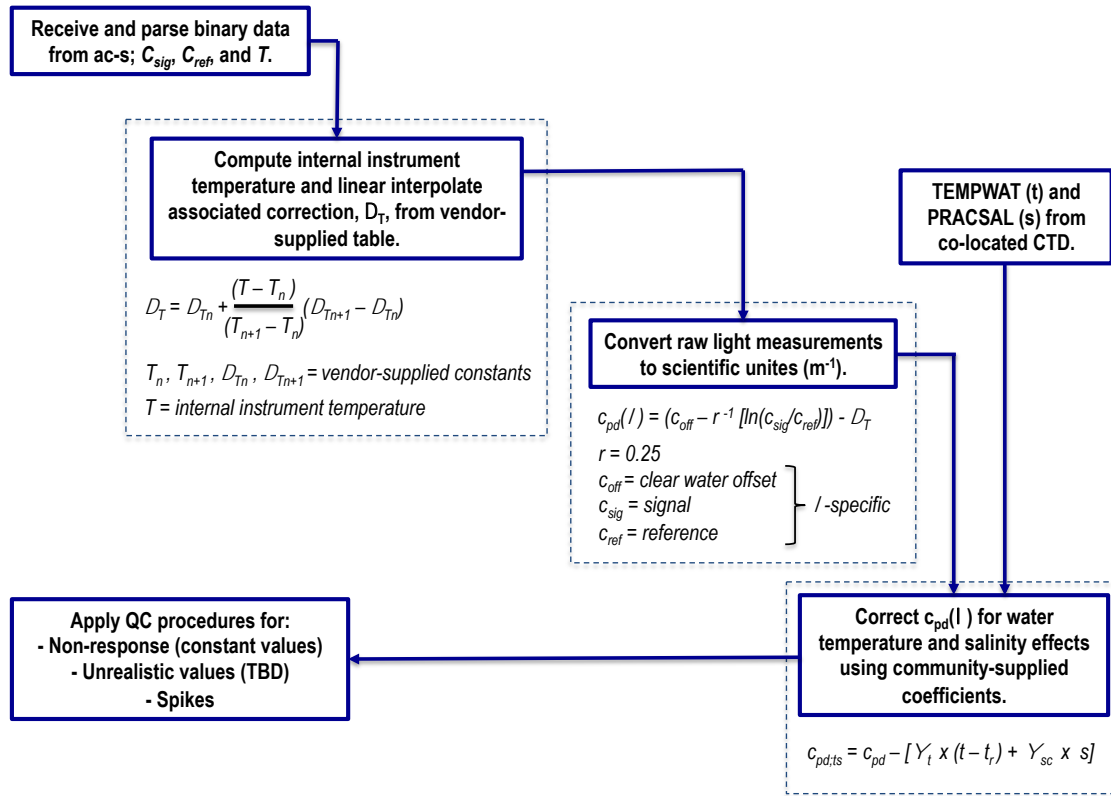 Receive and parse binary data
from ac-s; C_sig, C_ref, and T.
Compute internal instrument
temperature and linear interpolate
associated correction, D_T, from vendor-
supplied table.
D_T = D_Tn + (T – T_n) / (T_n+1 – T_n) (D_Tn+1 – D_Tn)
T_n , T_n+1 , D_Tn , D_Tn+1 = vendor-supplied constants
T = internal instrument temperature
TEMPWAT (t) and
PRACSAL (s) from
co-located CTD.
Convert raw light measurements
to scientific unites (m⁻¹).
c_pd(l) = (c_off – r⁻¹ [ln(c_sig/c_ref)]) - D_T
r = 0.25
c_off = clear water offset
c_sig = signal
c_ref = reference
l -specific
Correct c_pd(l ) for water
temperature and salinity effects
using community-supplied
coefficients.
c_pd;ts = c_pd – [ Y_t x (t – t_r) + Y_sc x s]
Apply QC procedures for:
- Non-response (constant values)
- Unrealistic values (TBD)
- Spikes